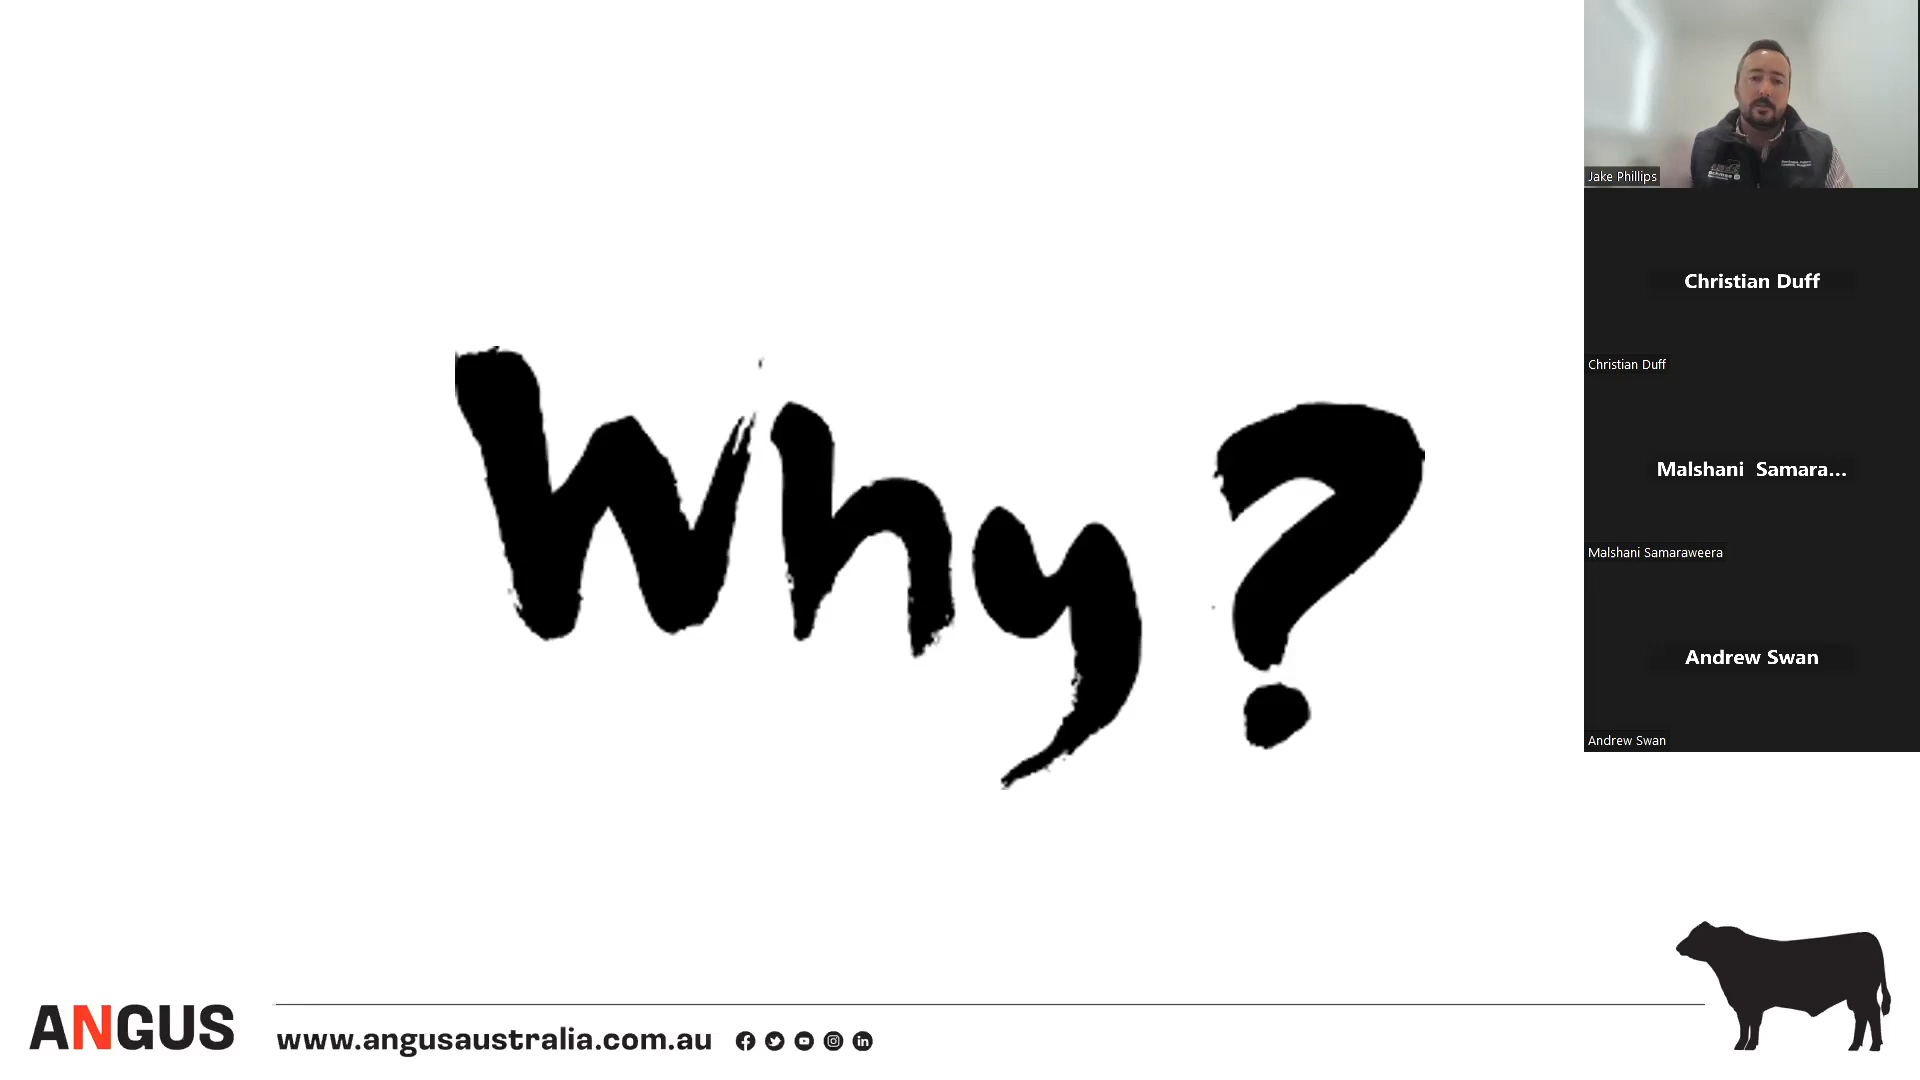 Why?
Jake Phillips
Christian Duff
Christian Duff
Malshani Samara...
Malshani Samaraweera
Andrew Swan
Andrew Swan
ANGUS
www.angusaustralia.com.au